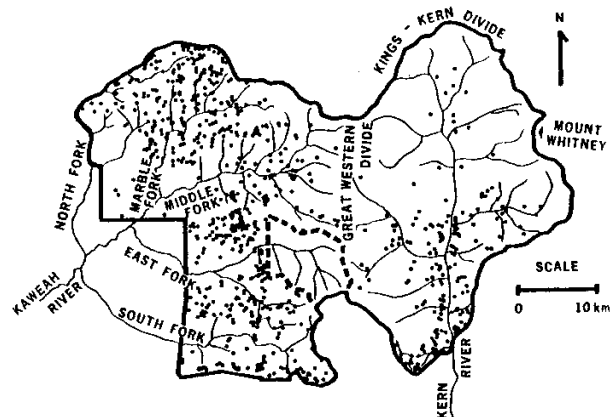 KINGS - KERN DIVIDE
N
MOUNT
WHITNEY
GREAT WESTERN
DIVIDE
A
NORTH FORK
MARBLE
FORK
MIDDLE
FORK
EAST FORK
KAWEAH
RIVER
SOUTH FORK
SCALE
0 10 km
KERN
RIVER